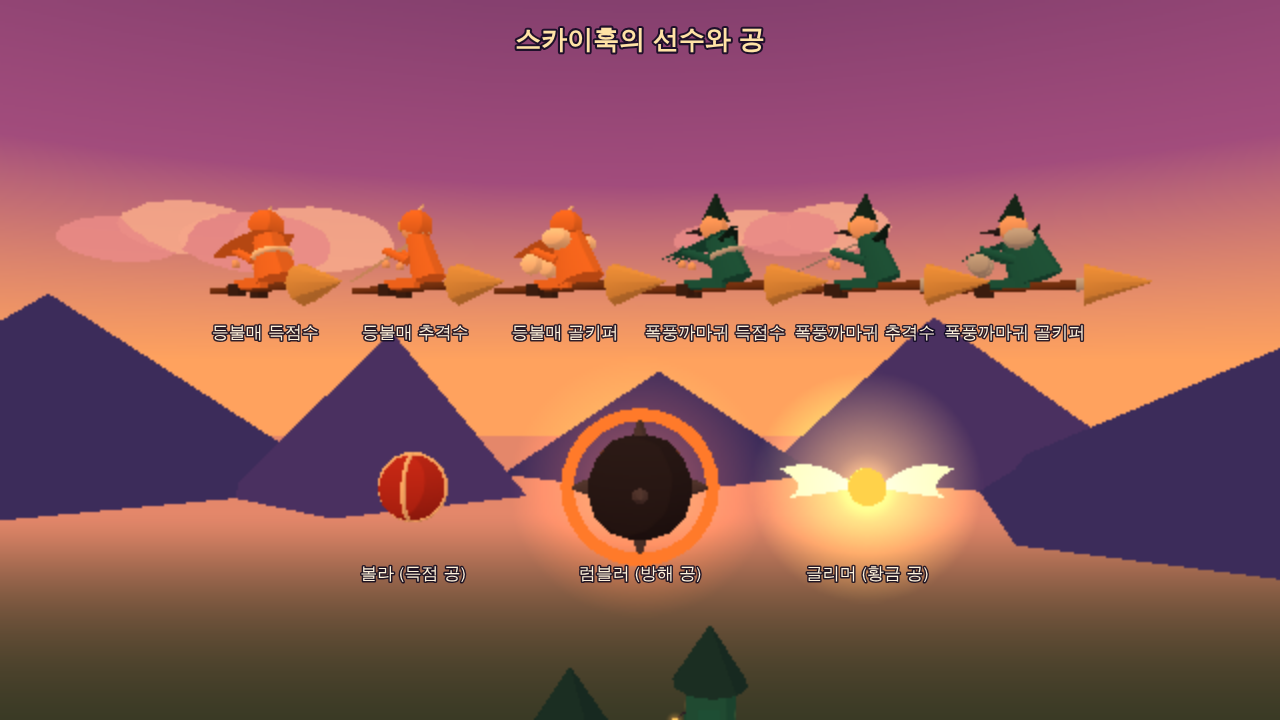 스카이훅의 선수와 공
등불매 득점수
등불매 추격수
등불매 골키퍼
폭풍까마귀 득점수
폭풍까마귀 추격수
폭풍까마귀 골키퍼
볼라 (득점 공)
럼블러 (방해 공)
글리머 (황금 공)